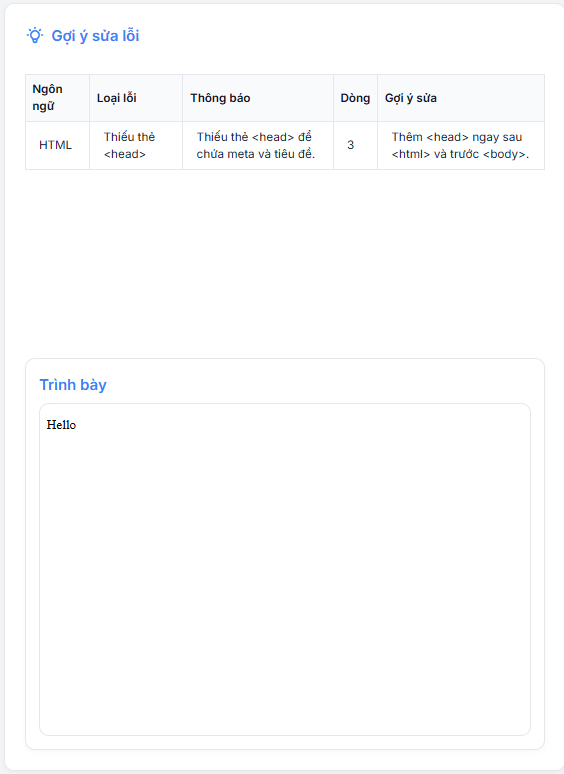 Gợi ý sửa lỗi
Ngôn
ngữ
Loại lỗi
Thông báo
Dòng
Gợi ý sửa
HTML
Thiếu thẻ
<head>
Thiếu thẻ <head> để
chứa meta và tiêu đề.
3
Thêm <head> ngay sau
<html> và trước <body>.
Trình bày
Hello